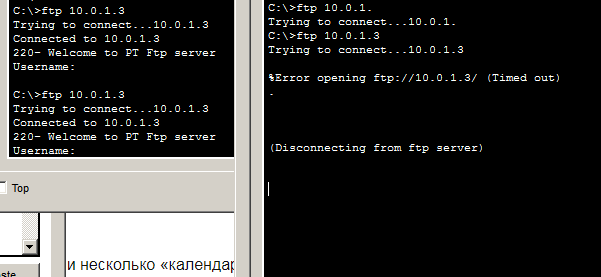 C:\>ftp 10.0.1.3
Trying to connect...10.0.1.3
Connected to 10.0.1.3
220- Welcome to PT Ftp server
Username:
C:\>ftp 10.0.1.3
Trying to connect...10.0.1.3
Connected to 10.0.1.3
220- Welcome to PT Ftp server
Username:
Top
и несколько «календар
C:\>ftp 10.0.1.
Trying to connect...10.0.1.
C:\>ftp 10.0.1.3
Trying to connect...10.0.1.3
%Error opening ftp://10.0.1.3/ (Timed out)
.
(Disconnecting from ftp server)